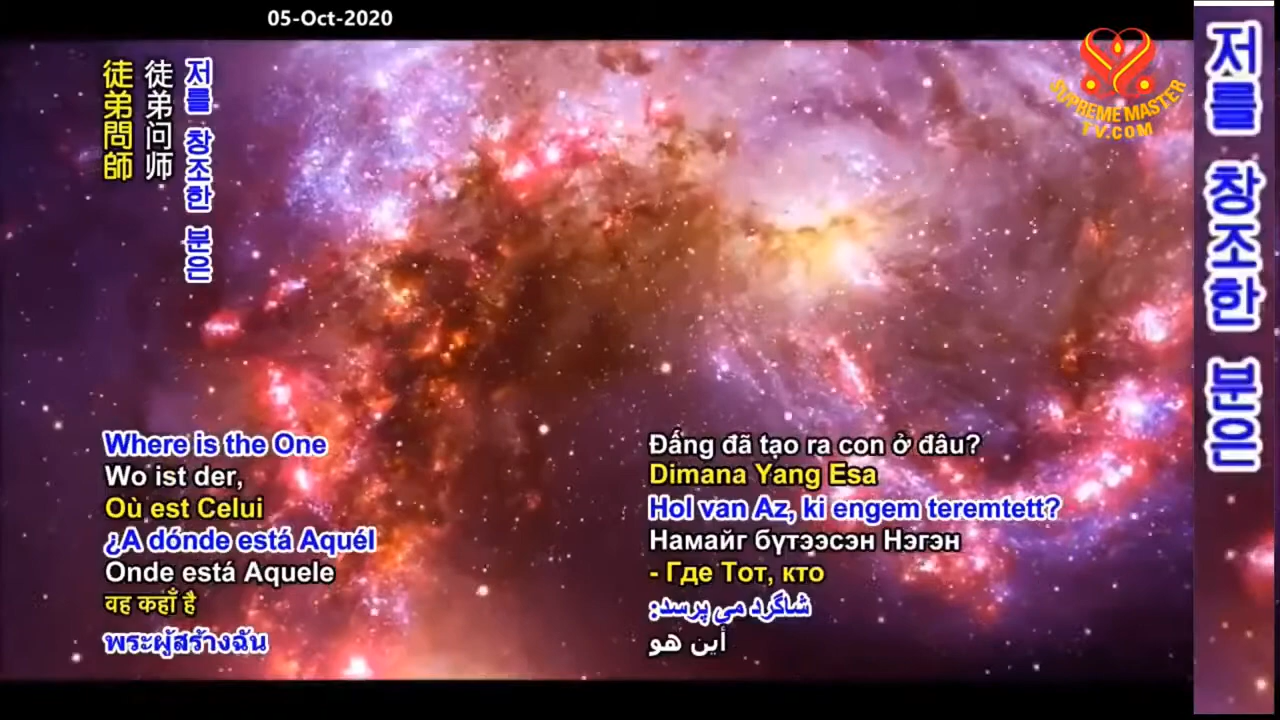 05-Oct-2020
徒弟問師
徒弟问师
저를 창조한 분은
SUPREME MASTER
TV.COM
저를 창조한 분은
Where is the One
Wo ist der,
Où est Celui
¿A dónde está Aquél
Onde está Aquele
वह कहाँ है
พระผู้สร้างฉัน
Đấng đã tạo ra con ở đâu?
Dimana Yang Esa
Hol van Az, ki engem teremtett?
Намайг бүтээсэн Нэгэн
- Где Тот, кто
شاگرد می پرسد:
أين هو